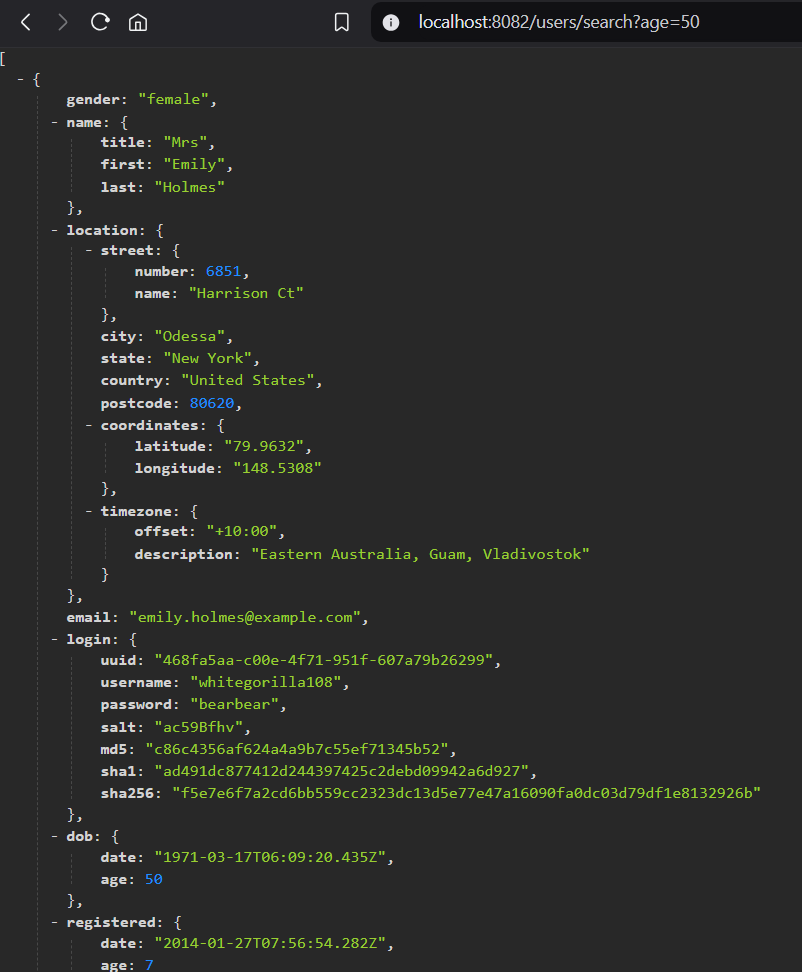 localhost:8082/users/search?age=50
[
- {
gender: "female",
- name: {
title: "Mrs",
first: "Emily",
last: "Holmes"
},
- location: {
- street: {
number: 6851,
name: "Harrison Ct"
},
city: "Odessa",
state: "New York",
country: "United States",
postcode: 80620,
- coordinates: {
latitude: "79.9632",
longitude: "148.5308"
},
- timezone: {
offset: "+10:00",
description: "Eastern Australia, Guam, Vladivostok"
}
},
email: "emily.holmes@example.com",
- login: {
uuid: "468fa5aa-c00e-4f71-951f-607a79b26299",
username: "whitegorilla108",
password: "bearbear",
salt: "ac59Bfhv",
md5: "c86c4356af624a4a9b7c55ef71345b52",
sha1: "ad491dc877412d244397425c2debd09942a6d927",
sha256: "f5e7e6f7a2cd6bb559cc2323dc13d5e77e47a16090fa0dc03d79df1e8132926b"
},
- dob: {
date: "1971-03-17T06:09:20.435Z",
age: 50
},
- registered: {
date: "2014-01-27T07:56:54.282Z",
age: 7